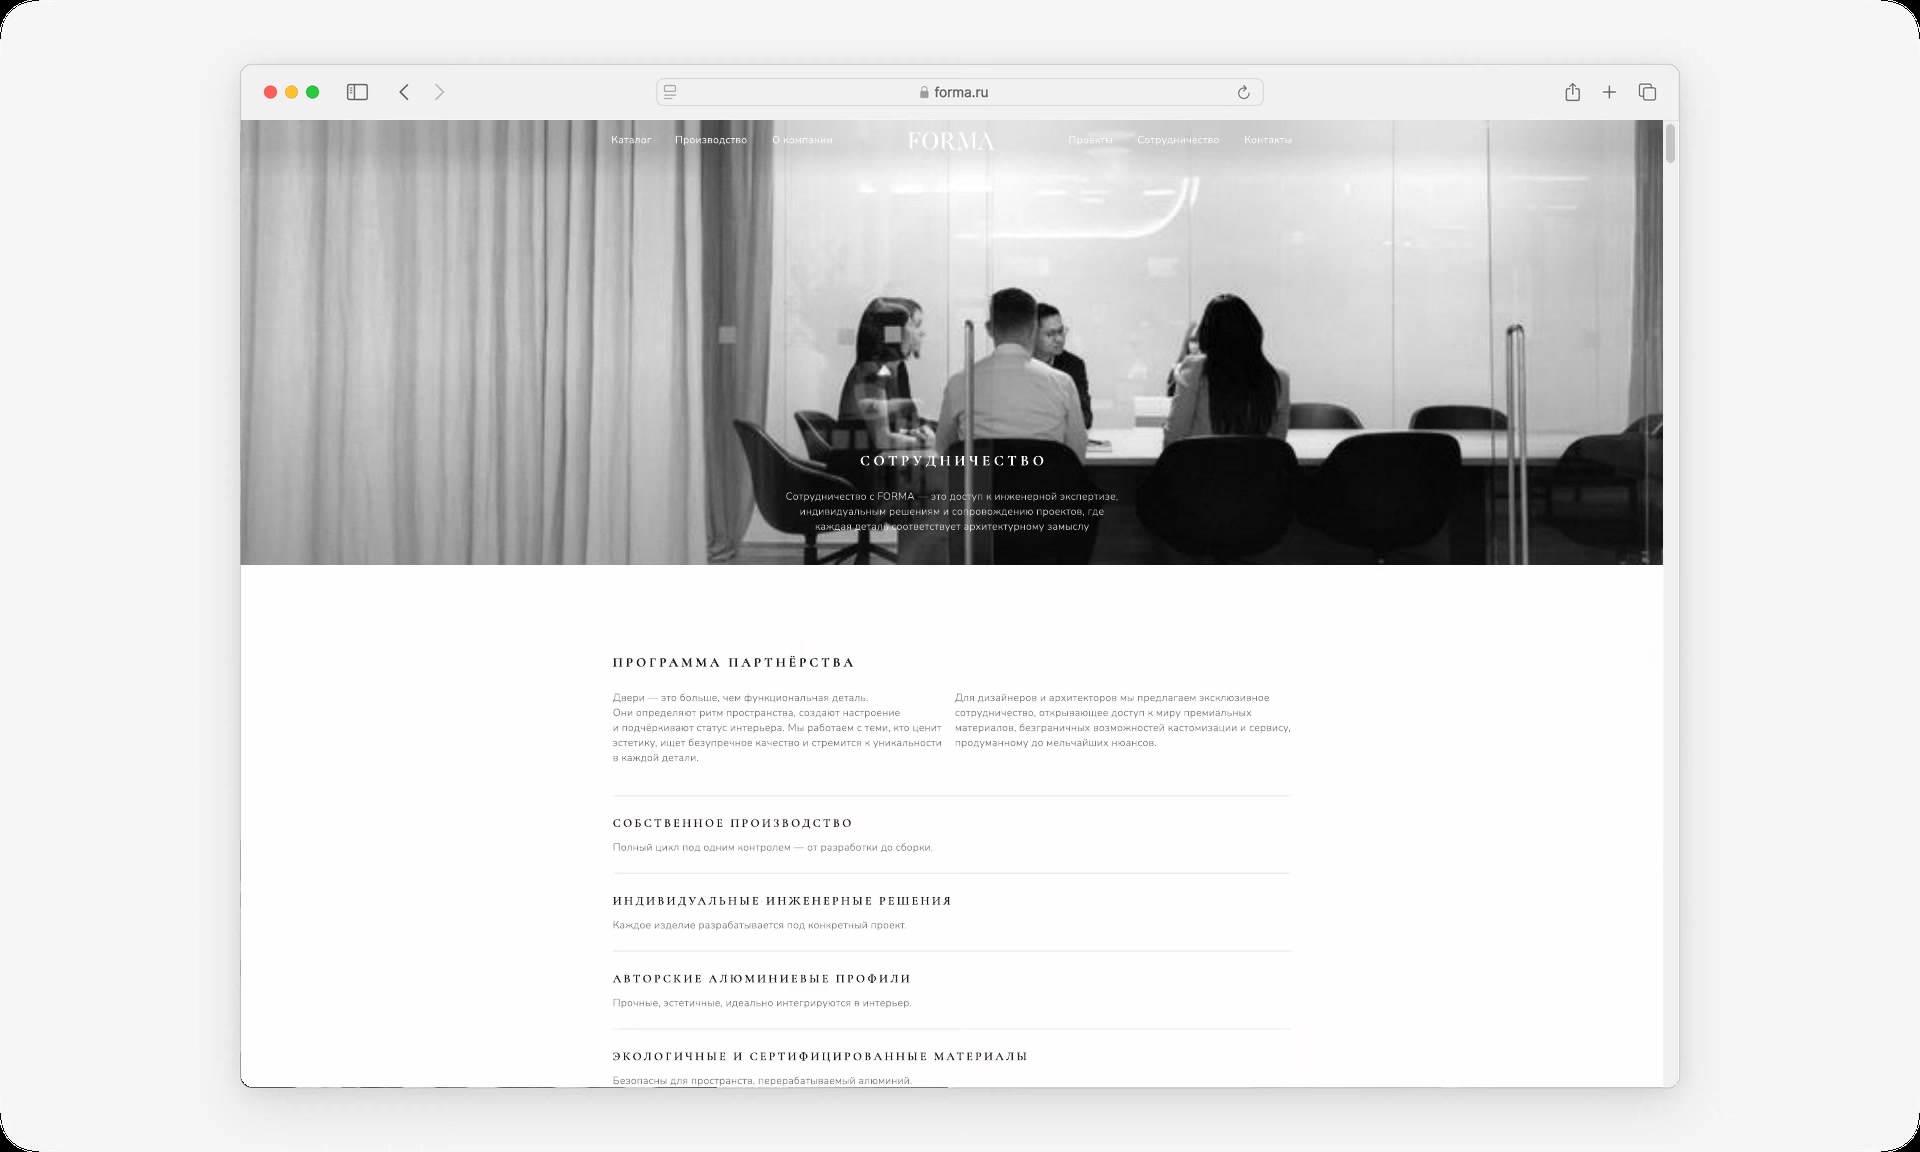 forma.ru
Каталог Производство О компании FORMA Проекты Сотрудничество Контакты
СОТРУДНИЧЕСТВО
Сотрудничество с FORMA — это доступ к инженерной экспертизе,
индивидуальным решениям и сопровождению проектов, где
каждая деталь соответствует архитектурному замыслу
ПРОГРАММА ПАРТНЁРСТВА
Двери — это больше, чем функциональная деталь.
Они определяют ритм пространства, создают настроение
и подчёркивают статус интерьера. Мы работаем с теми, кто ценит
эстетику, ищет безупречное качество и стремится к уникальности
в каждой детали.
Для дизайнеров и архитекторов мы предлагаем эксклюзивное
сотрудничество, открывающее доступ к миру премиальных
материалов, безграничных возможностей кастомизации и сервису,
продуманному до мельчайших нюансов.
СОБСТВЕННОЕ ПРОИЗВОДСТВО
Полный цикл под одним контролем — от разработки до сборки.
ИНДИВИДУАЛЬНЫЕ ИНЖЕНЕРНЫЕ РЕШЕНИЯ
Каждое изделие разрабатывается под конкретный проект.
АВТОРСКИЕ АЛЮМИНИЕВЫЕ ПРОФИЛИ
Прочные, эстетичные, идеально интегрируются в интерьер.
ЭКОЛОГИЧНЫЕ И СЕРТИФИЦИРОВАННЫЕ МАТЕРИАЛЫ
Безопасны для пространств, перерабатываемый алюминий.